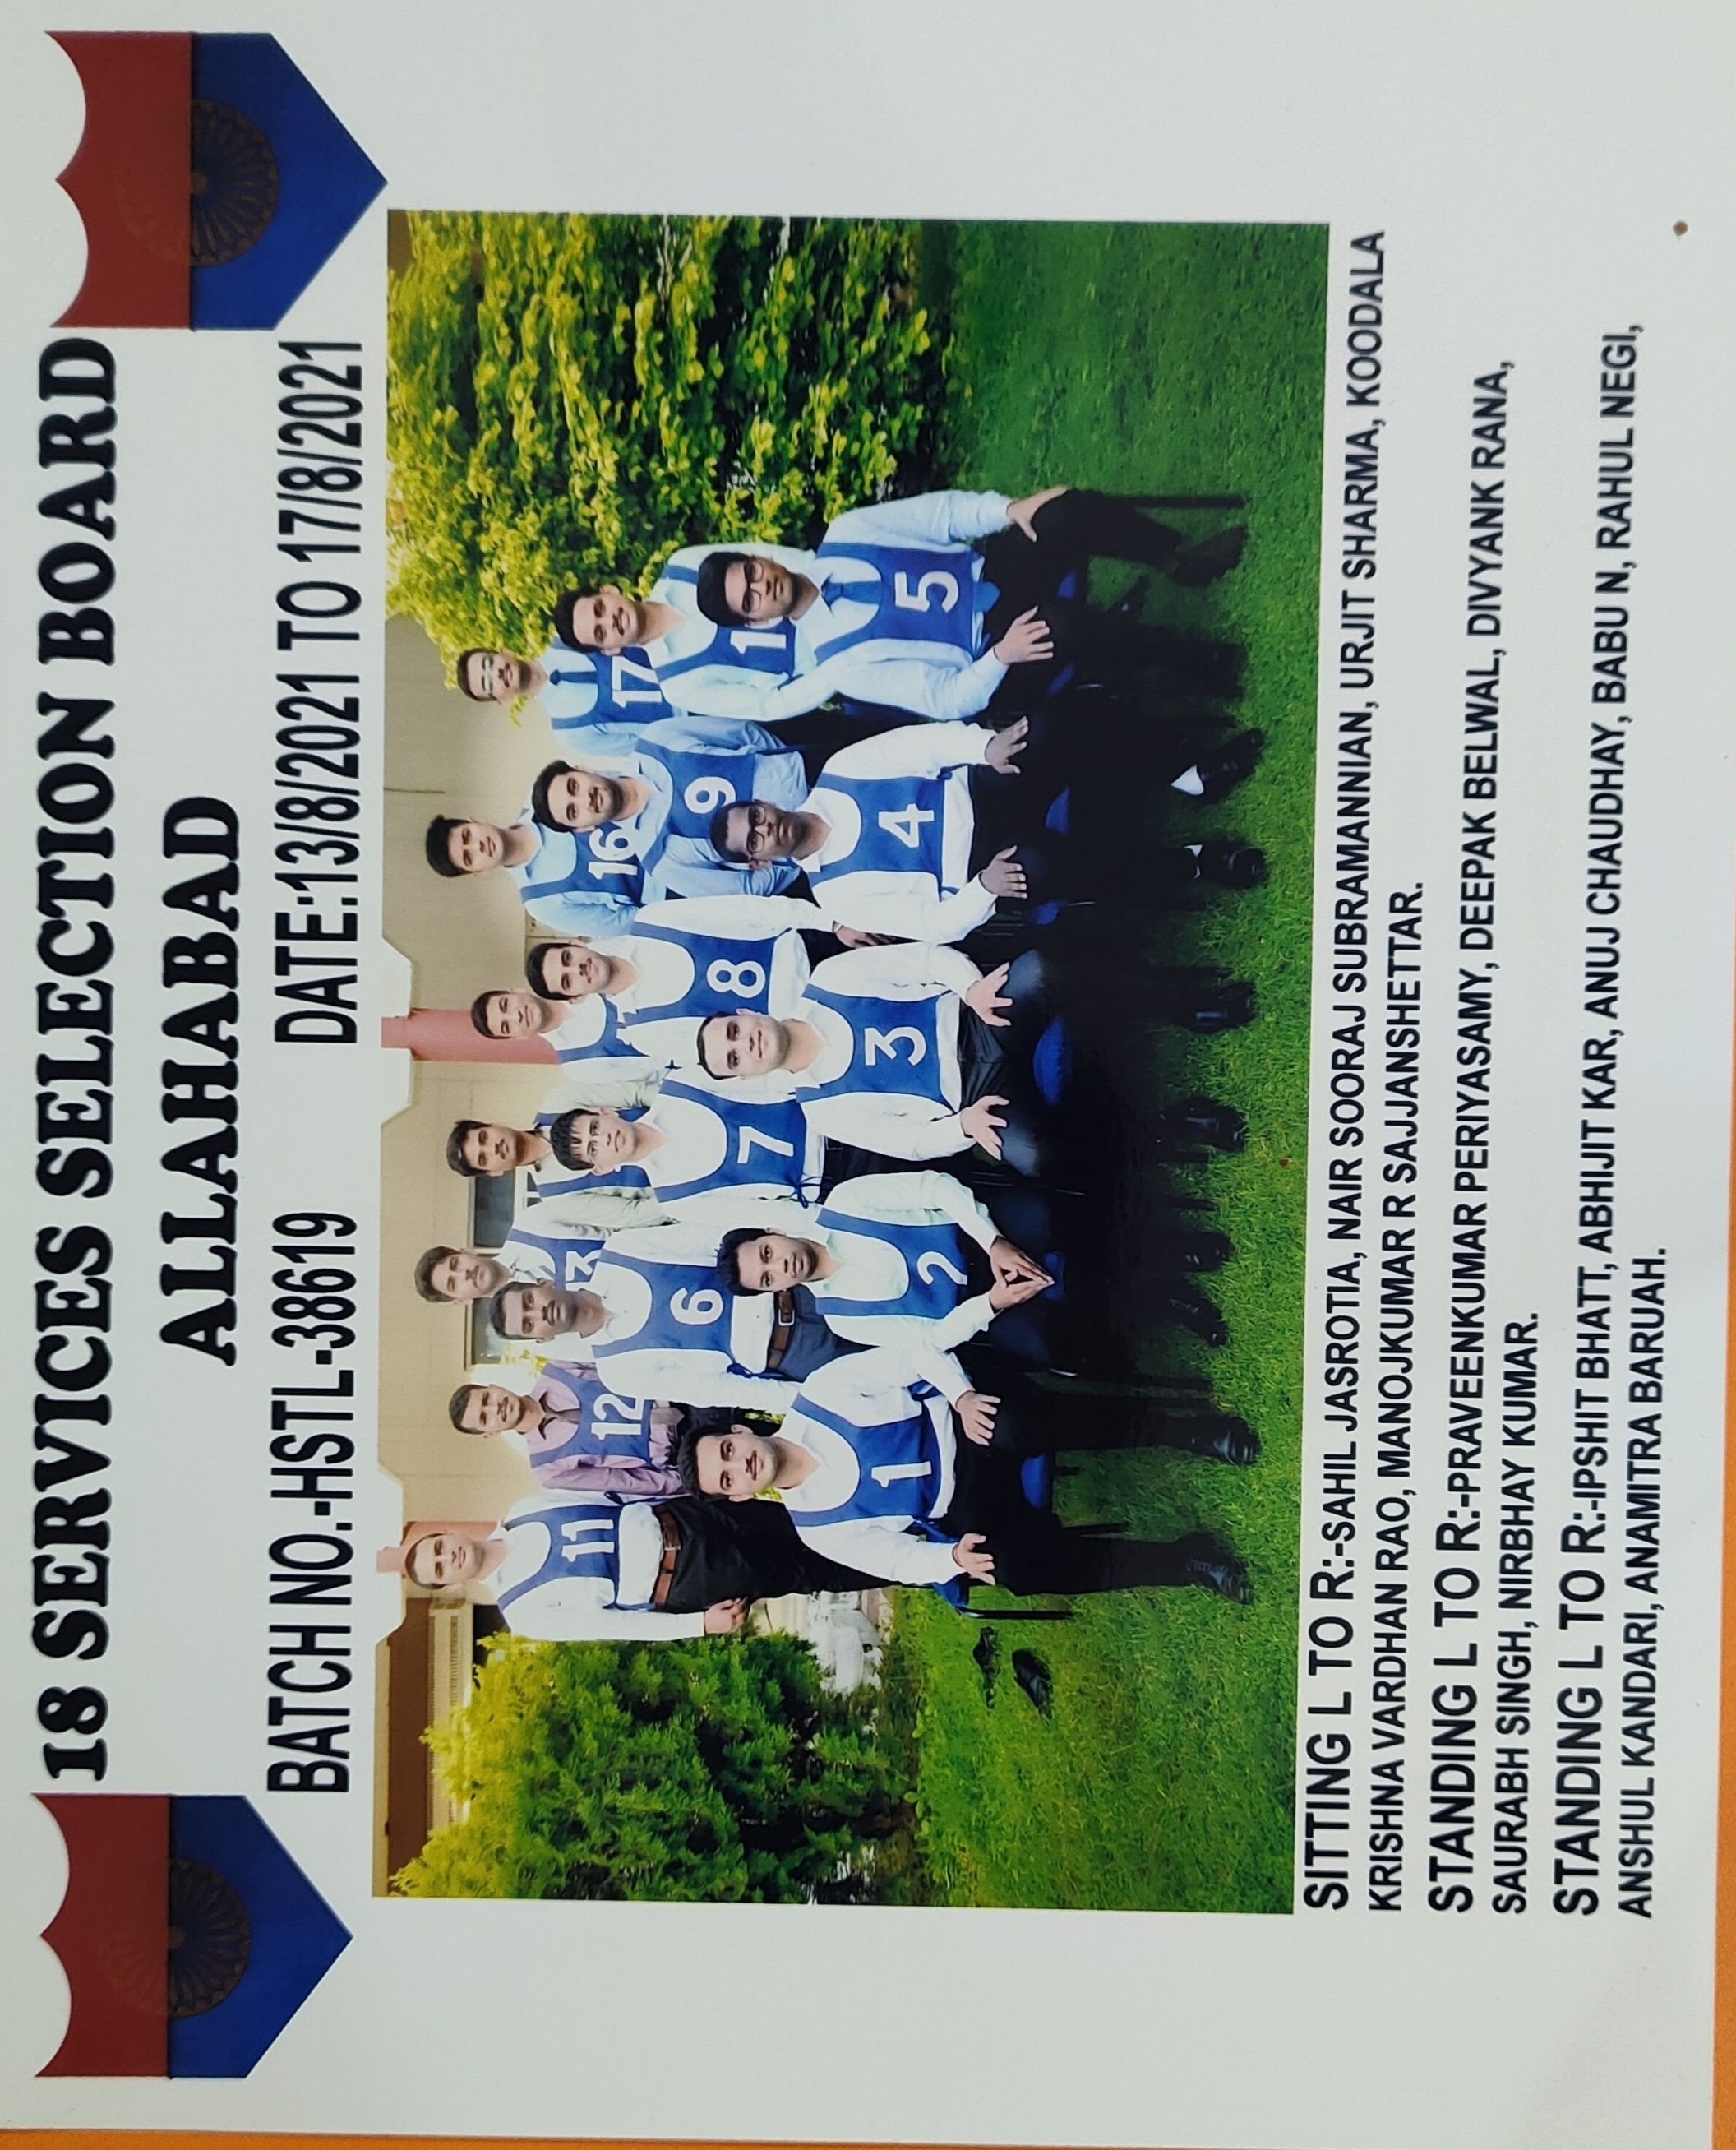 18 SERVICES SELECTION BOARD
ALLAHABAD
BATCH NO.-HSTL-38619 DATE:13/8/2021 TO 17/8/2021
11
12
13
16
17
6
7
8
9
1
2
3
4
5
SITTING L TO R:-SAHIL JASROTIA, NAIR SOORAJ SUBRAMANNIAN, URJIT SHARMA, KOODALA
KRISHNA VARDHAN RAO, MANOJKUMAR R SAJJANSHETTAR.
STANDING L TO R:-PRAVEENKUMAR PERIYASAMY, DEEPAK BELWAL, DIVYANK RANA,
SAURABH SINGH, NIRBHAY KUMAR.
STANDING L TO R:-IPSHIT BHATT, ABHIJIT KAR, ANUJ CHAUDHAY, BABU N, RAHUL NEGI,
ANSHUL KANDARI, ANAMITRA BARUAH.